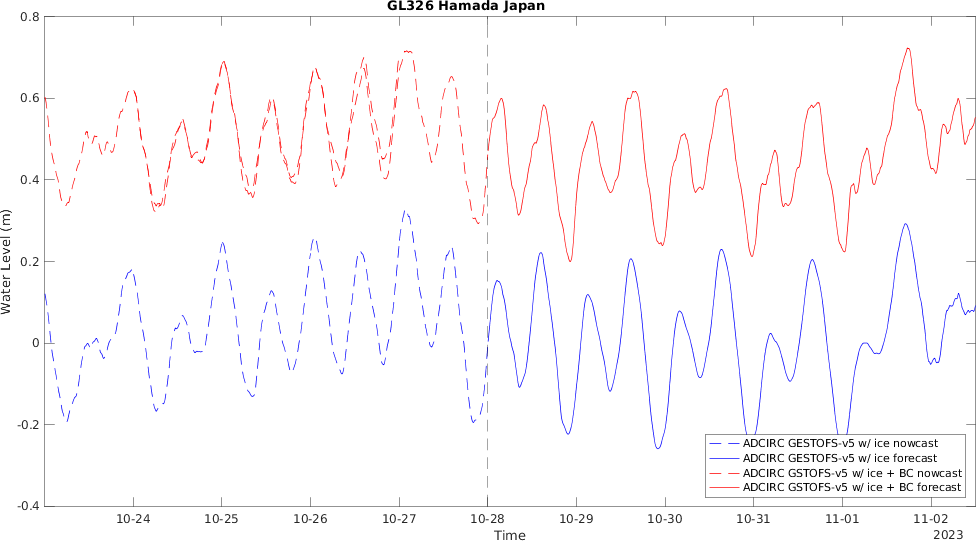 GL326 Hamada Japan
0.8
0.6
0.4
0.2
0
-0.2
-0.4
Water Level (m)
ADCIRC GESTOFS-v5 w/ ice nowcast
ADCIRC GESTOFS-v5 w/ ice forecast
ADCIRC GSTOFS-v5 w/ ice + BC nowcast
ADCIRC GSTOFS-v5 w/ ice + BC forecast
10-24 10-25 10-26 10-27 10-28 10-29 10-30 10-31 11-01 11-02
Time
2023